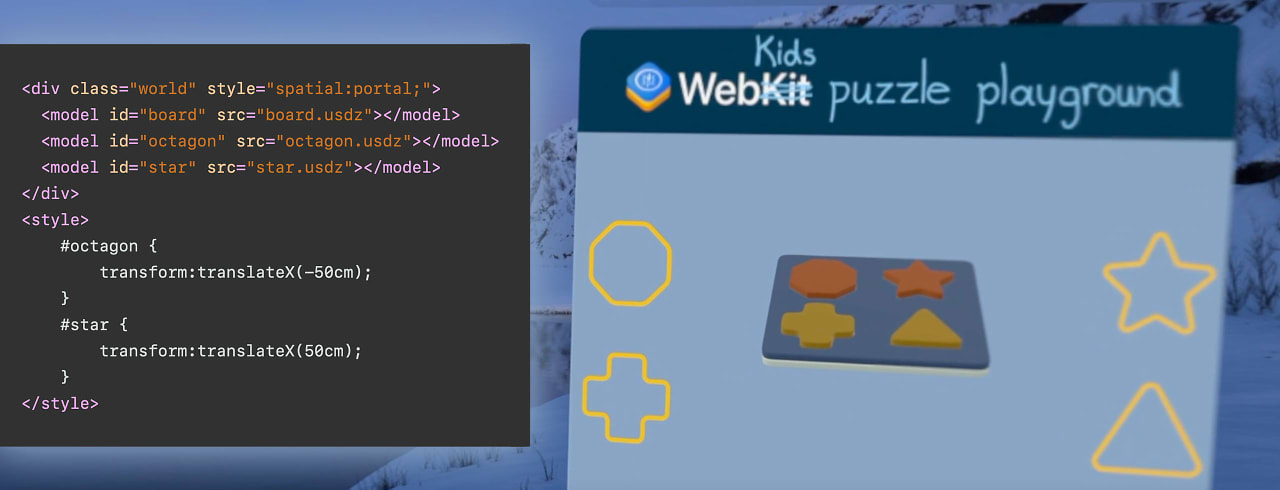 <div class="world" style="spatial:portal;">
<model id="board" src="board.usdz"></model>
<model id="octagon" src="octagon.usdz"></model>
<model id="star" src="star.usdz"></model>
</div>
<style>
#octagon {
transform:translateX(-50cm);
}
#star {
transform:translateX(50cm);
}
</style>
Kids
WebKit puzzle playground